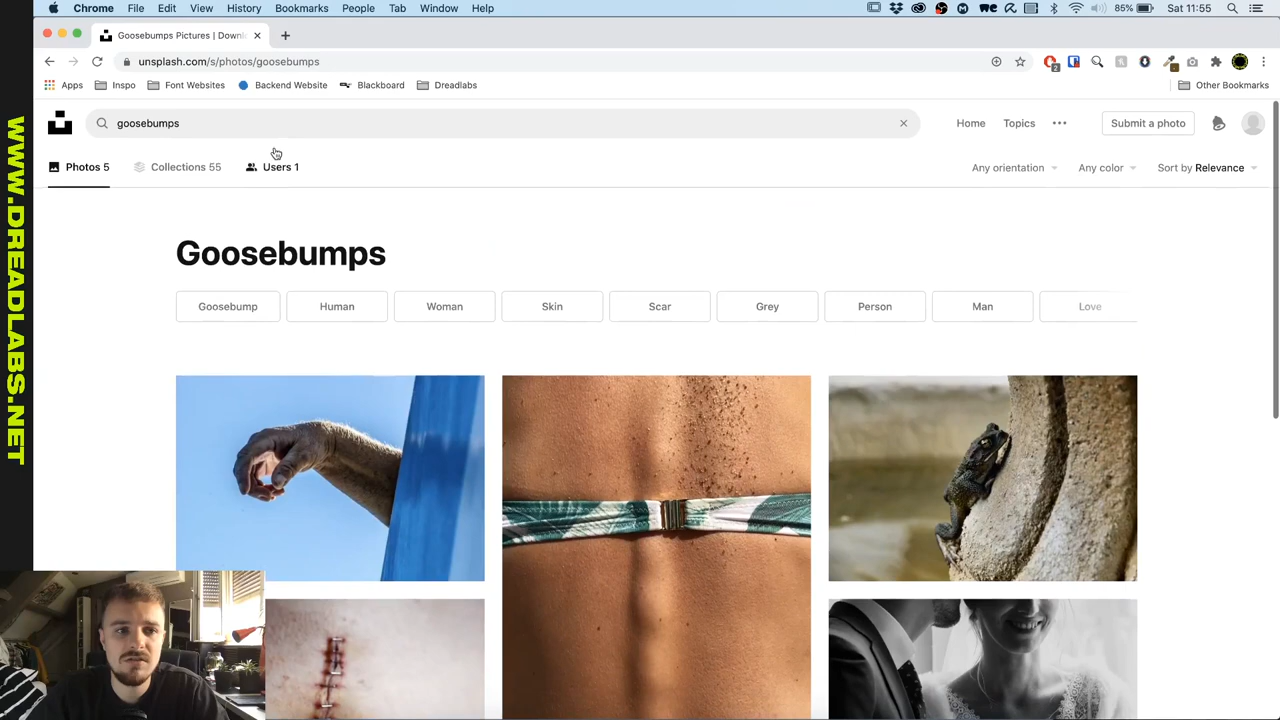 Chrome File Edit View History Bookmarks People Tab Window Help
85% Sat 11:55
Goosebumps Pictures | Downl
unsplash.com/s/photos/goosebumps
2
Apps Inspo Font Websites Backend Website Blackboard Dreadlabs Other Bookmarks
goosebumps
Home Topics Submit a photo
Photos 5 Collections 55 Users 1
Any orientation Any color Sort by Relevance
Goosebumps
Goosebump Human Woman Skin Scar Grey Person Man Love
WWW.DREADLABS.NET